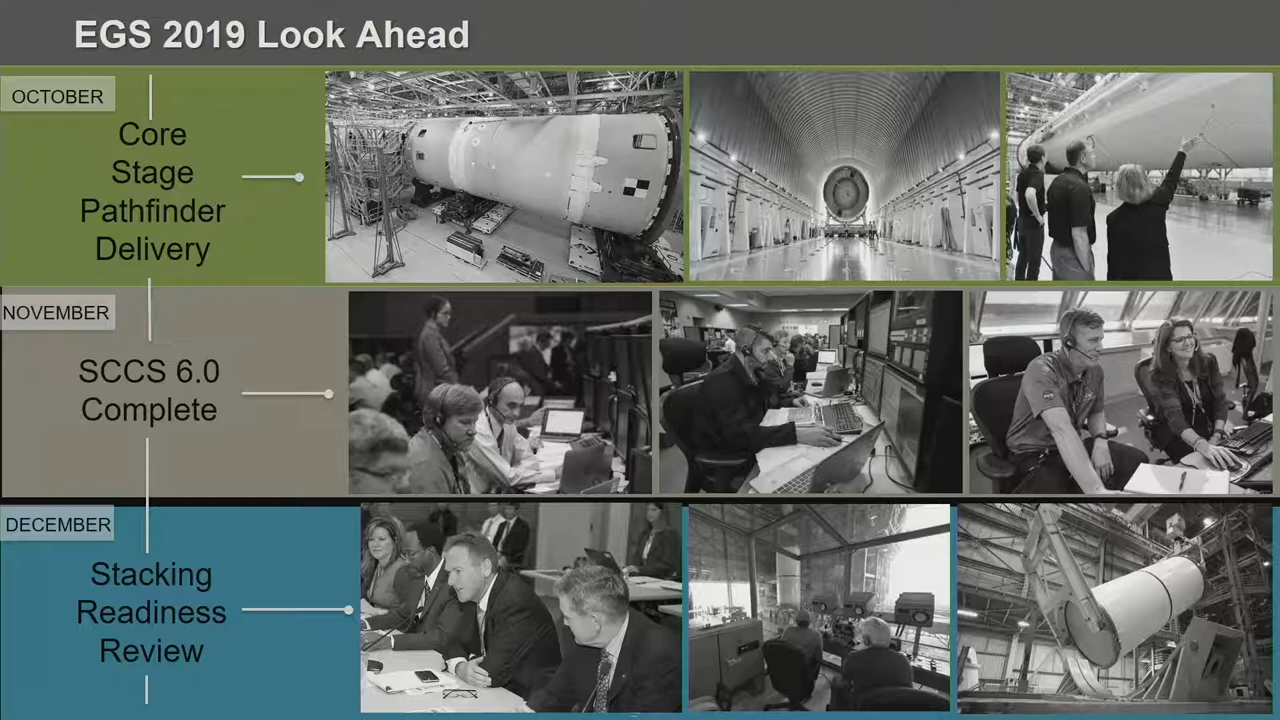 EGS 2019 Look Ahead
OCTOBER
Core
Stage
Pathfinder
Delivery
NOVEMBER
SCCS 6.0
Complete
DECEMBER
Stacking
Readiness
Review